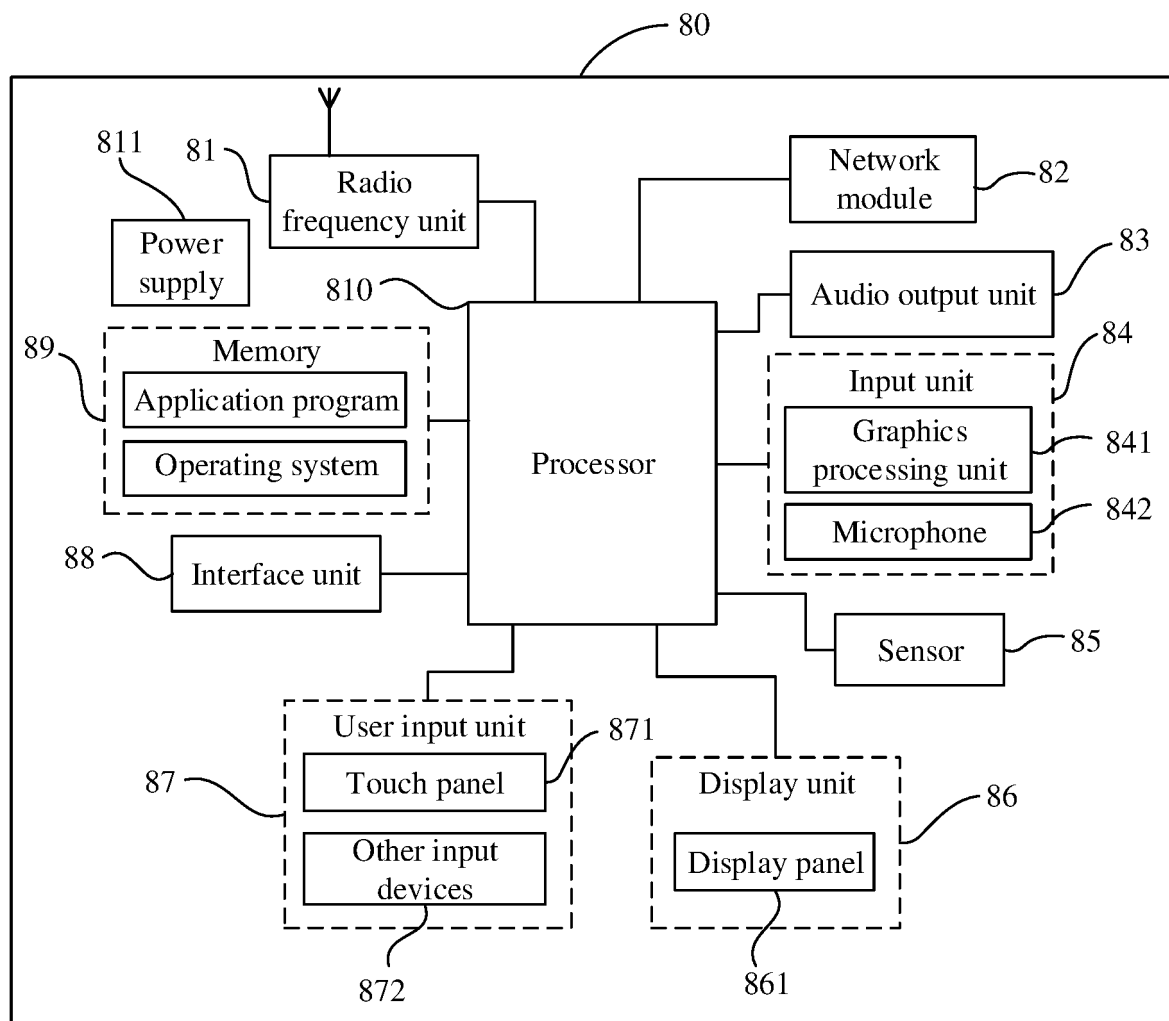 80
811
81
Radio
frequency unit
Network
module
82
Power
supply
810
83
Audio output unit
89
Memory
Application program
Operating system
84
Input unit
Graphics
processing unit
841
Microphone
842
Processor
88
Interface unit
Sensor
85
User input unit
871
87
Touch panel
Other input
devices
872
Display unit
86
Display panel
861